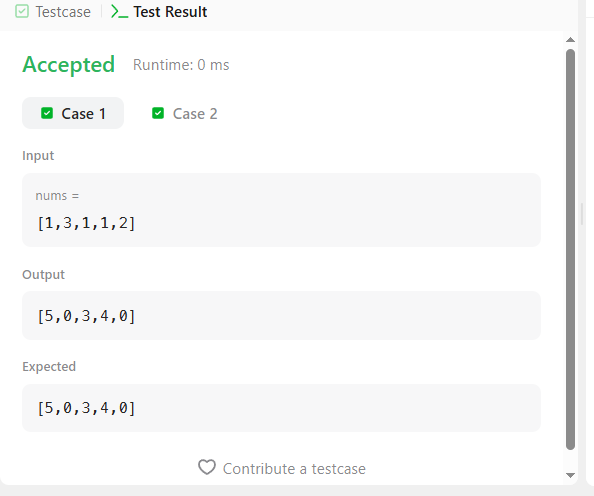 Testcase
Test Result
Accepted Runtime: 0 ms
Case 1 Case 2
Input
nums =
[1,3,1,1,2]
Output
[5,0,3,4,0]
Expected
[5,0,3,4,0]
Contribute a testcase